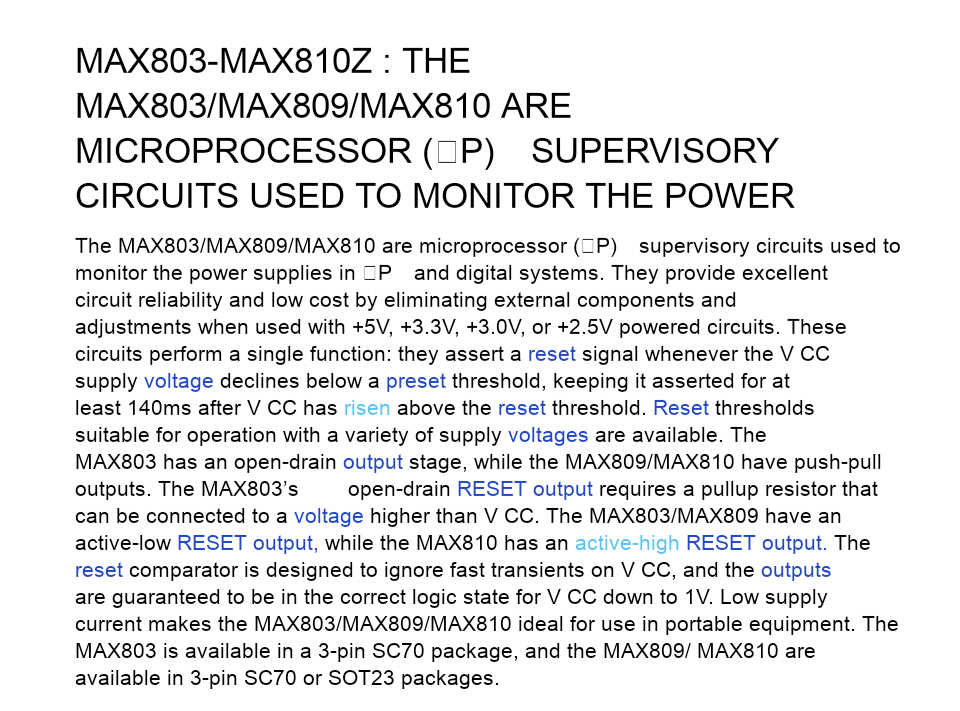 MAX803-MAX810Z : THE
MAX803/MAX809/MAX810 ARE
MICROPROCESSOR (□P) SUPERVISORY
CIRCUITS USED TO MONITOR THE POWER
The MAX803/MAX809/MAX810 are microprocessor (□P) supervisory circuits used to
monitor the power supplies in □P and digital systems. They provide excellent
circuit reliability and low cost by eliminating external components and
adjustments when used with +5V, +3.3V, +3.0V, or +2.5V powered circuits. These
circuits perform a single function: they assert a reset signal whenever the V CC
supply voltage declines below a preset threshold, keeping it asserted for at
least 140ms after V CC has risen above the reset threshold. Reset thresholds
suitable for operation with a variety of supply voltages are available. The
MAX803 has an open-drain output stage, while the MAX809/MAX810 have push-pull
outputs. The MAX803’s open-drain RESET output requires a pullup resistor that
can be connected to a voltage higher than V CC. The MAX803/MAX809 have an
active-low RESET output, while the MAX810 has an active-high RESET output. The
reset comparator is designed to ignore fast transients on V CC, and the outputs
are guaranteed to be in the correct logic state for V CC down to 1V. Low supply
current makes the MAX803/MAX809/MAX810 ideal for use in portable equipment. The
MAX803 is available in a 3-pin SC70 package, and the MAX809/ MAX810 are
available in 3-pin SC70 or SOT23 packages.